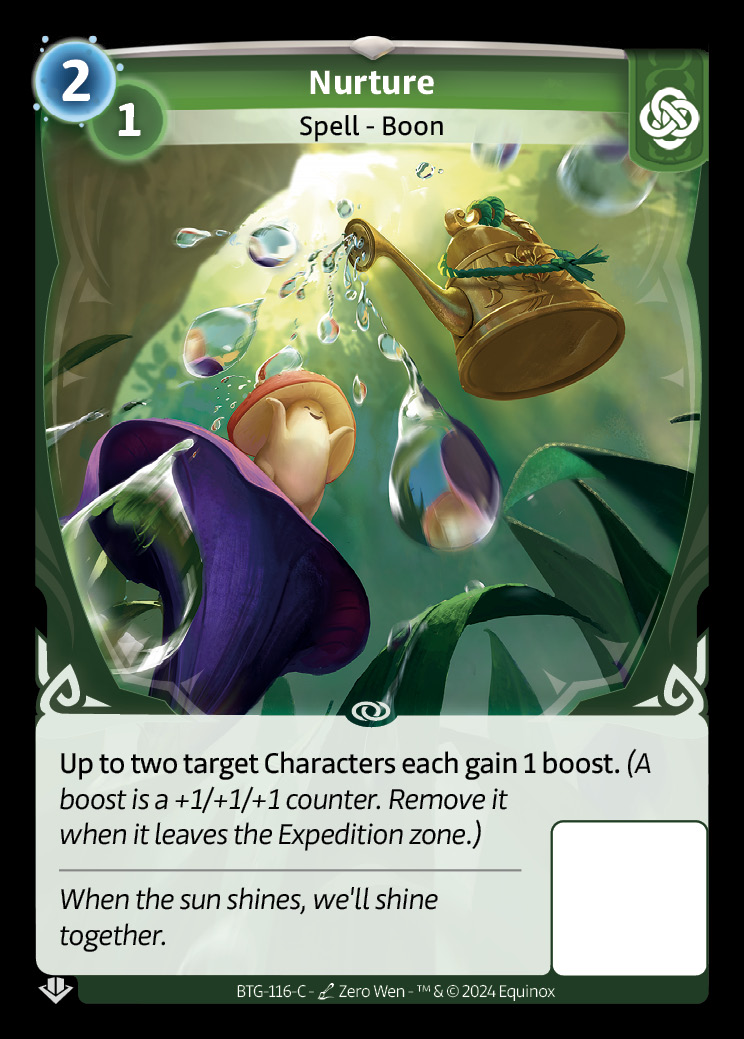 2
Nurture
1
Spell - Boon
Up to two target Characters each gain 1 boost. (A
boost is a +1/+1/+1 counter. Remove it
when it leaves the Expedition zone.)
When the sun shines, we'll shine
together.
BTG-116-C - Zero Wen - ™ & © 2024 Equinox